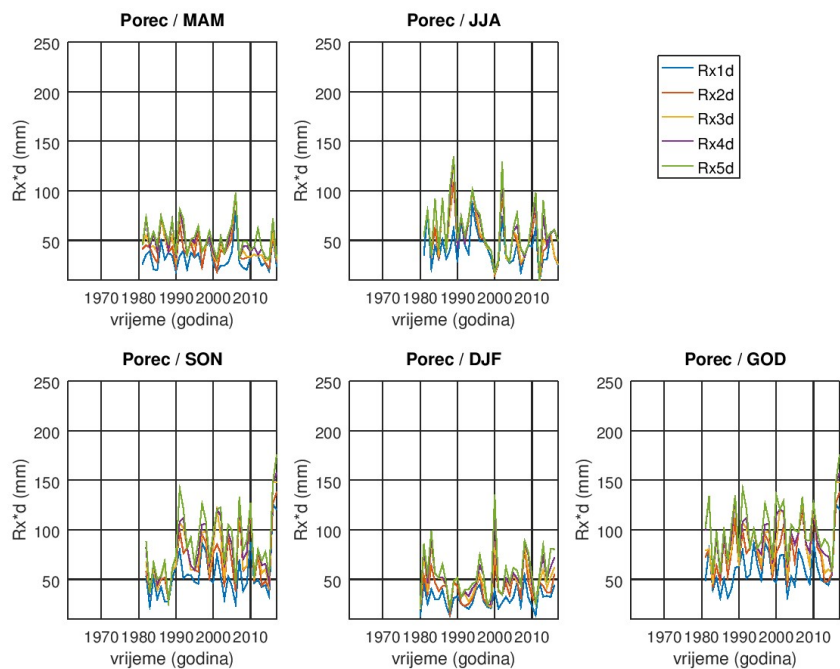 Porec / MAM
250
200
150
100
50
Rx*d (mm)
1970 1980 1990 2000 2010
vrijeme (godina)
Porec / JJA
250
200
150
100
50
Rx*d (mm)
1970 1980 1990 2000 2010
vrijeme (godina)
Rx1d
Rx2d
Rx3d
Rx4d
Rx5d
Porec / SON
250
200
150
100
50
Rx*d (mm)
1970 1980 1990 2000 2010
vrijeme (godina)
Porec / DJF
250
200
150
100
50
Rx*d (mm)
1970 1980 1990 2000 2010
vrijeme (godina)
Porec / GOD
250
200
150
100
50
Rx*d (mm)
1970 1980 1990 2000 2010
vrijeme (godina)